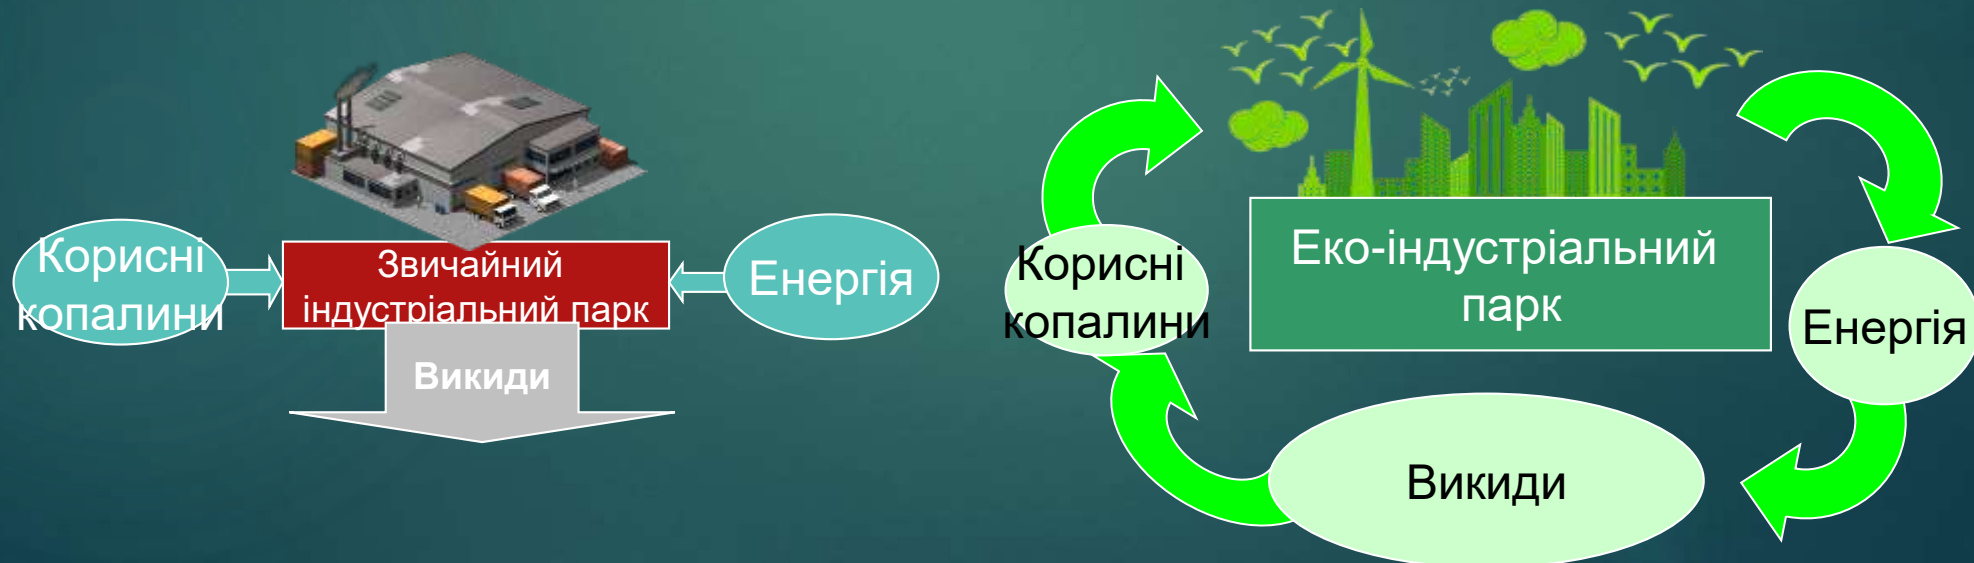 Корисні
копалини
Звичайний
індустріальний парк
Енергія
Викиди
Еко-індустріальний
парк
Корисні
копалини
Енергія
Викиди